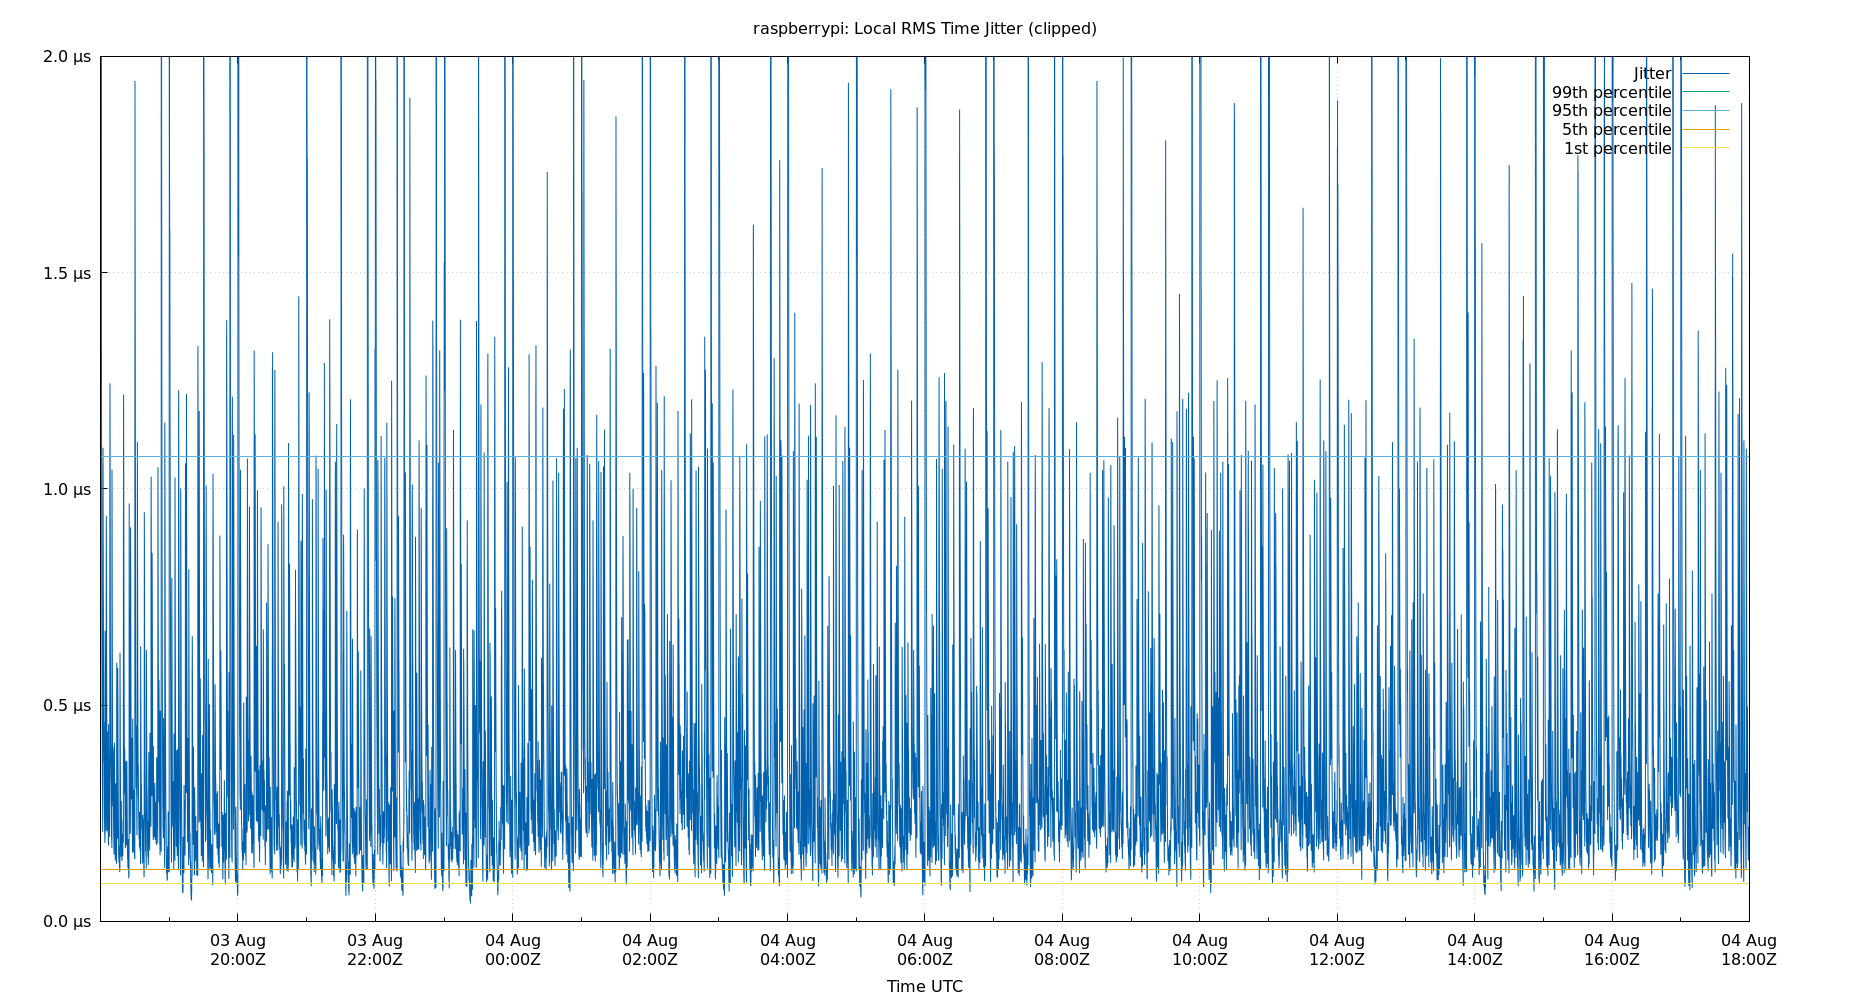 raspberrypi: Local RMS Time Jitter (clipped)
2.0 µs
1.5 µs
1.0 µs
0.5 µs
0.0 µs
Jitter
99th percentile
95th percentile
5th percentile
1st percentile
03 Aug 03 Aug 04 Aug 04 Aug 04 Aug 04 Aug 04 Aug 04 Aug 04 Aug 04 Aug 04 Aug 04 Aug
20:00Z 22:00Z 00:00Z 02:00Z 04:00Z 06:00Z 08:00Z 10:00Z 12:00Z 14:00Z 16:00Z 18:00Z
Time UTC